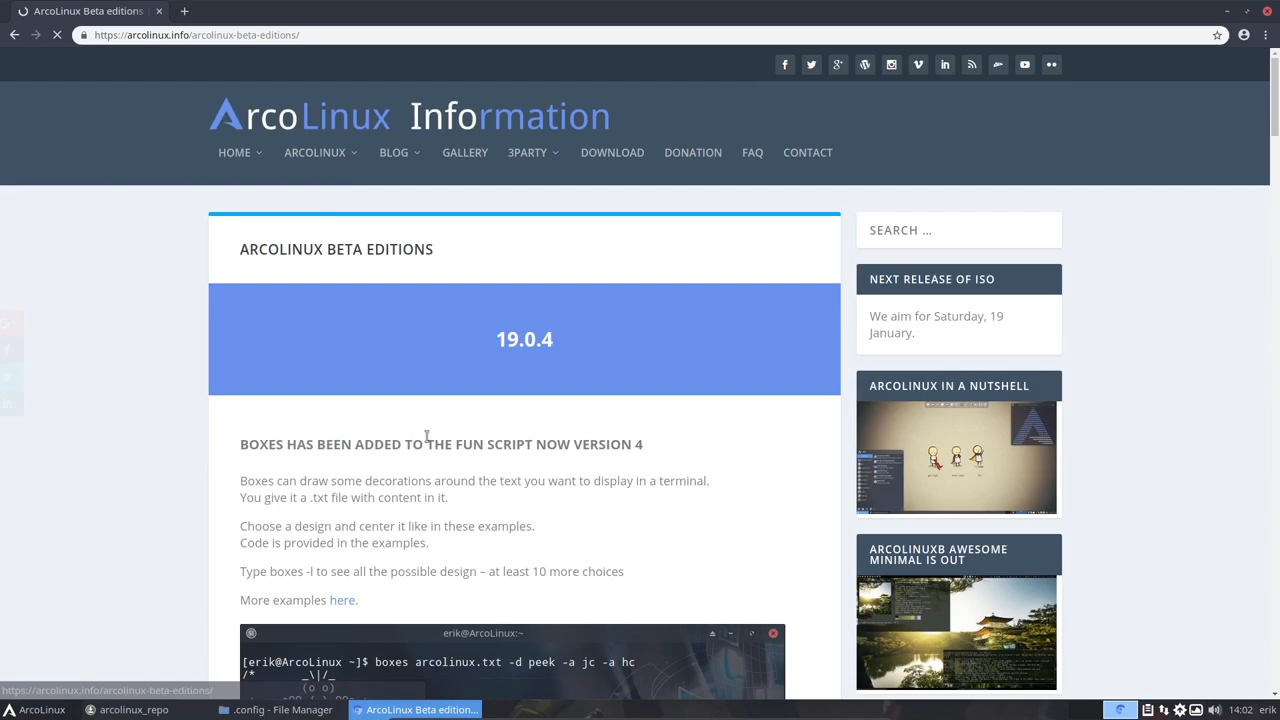 ArcoLinux Beta editions
https://arcolinux.info/arcolinux-beta-editions/
ArcoLinux Information
HOME ARCOLINUX BLOG GALLERY 3PARTY DOWNLOAD DONATION FAQ CONTACT
ARCOLINUX BETA EDITIONS
19.0.4
BOXES HAS BEEN ADDED TO THE FUN SCRIPT NOW VERSION 4
Boxes can draw some decorations around the text you want to display in a terminal.
You give it a .txt file with content in it.
Choose a design and center it like in these examples.
Code is provided in the examples.
Type boxes -l to see all the possible design – at least 10 more choices
More examples here.
erik@ArcoLinux:~
[erik@ArcoLinux ~]$ boxes arcolinux.txt -d peek -a jc -a hc
SEARCH …
NEXT RELEASE OF ISO
We aim for Saturday, 19
January.
ARCOLINUX IN A NUTSHELL
ARCOLINUXB AWESOME
MINIMAL IS OUT
https://arcolinux.info/arcolinux-beta-editions/
ArcoLinux
arcolinux_repo
.config - File Manager
ArcoLinux Beta edition...
14:02 erik